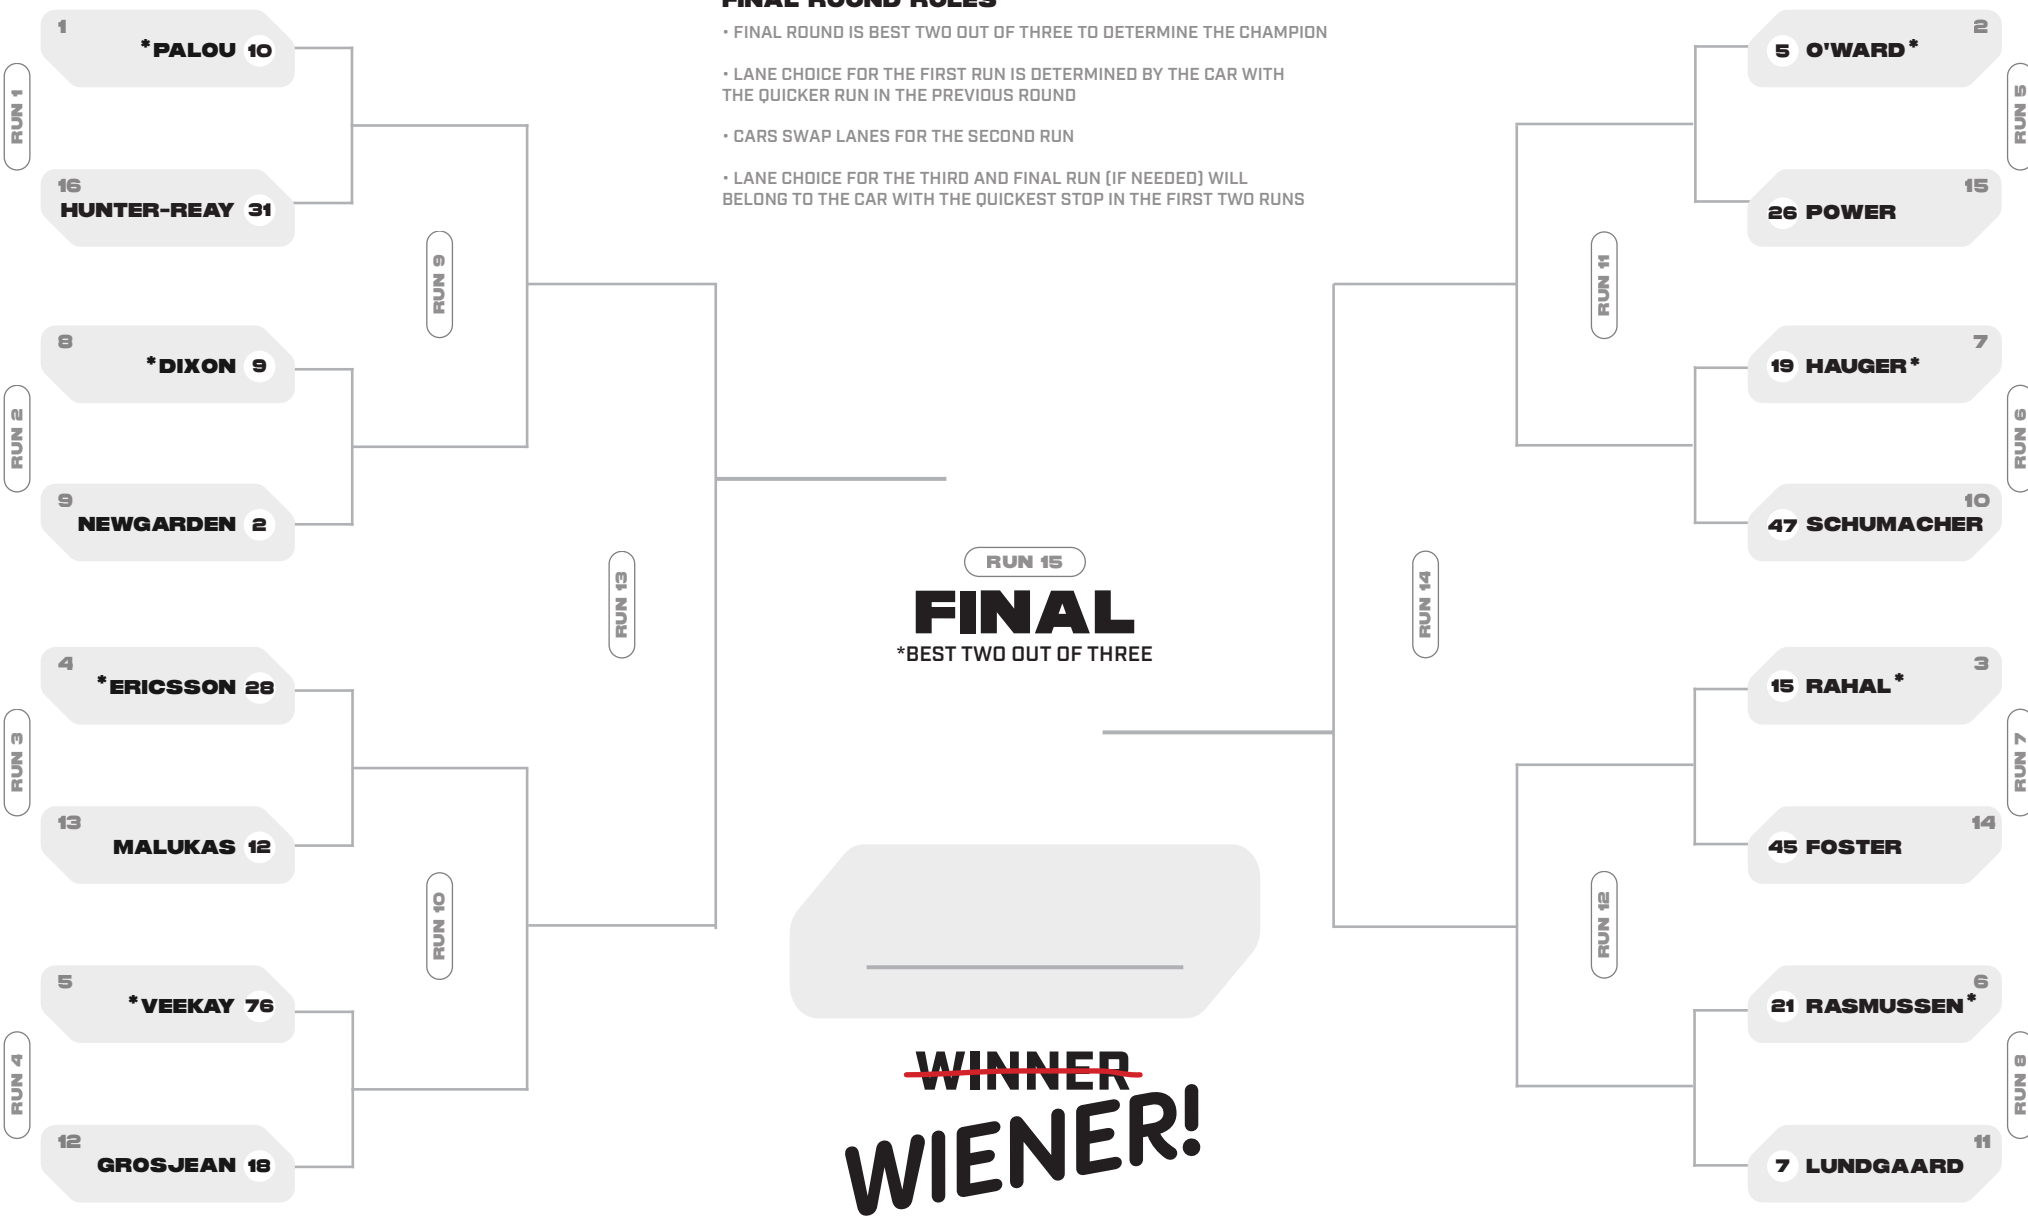 FINAL ROUND RULES
• FINAL ROUND IS BEST TWO OUT OF THREE TO DETERMINE THE CHAMPION
• LANE CHOICE FOR THE FIRST RUN IS DETERMINED BY THE CAR WITH
THE QUICKER RUN IN THE PREVIOUS ROUND
• CARS SWAP LANES FOR THE SECOND RUN
• LANE CHOICE FOR THE THIRD AND FINAL RUN (IF NEEDED) WILL
BELONG TO THE CAR WITH THE QUICKEST STOP IN THE FIRST TWO RUNS
RUN 1
1
*PALOU 10
16
HUNTER-REAY 31
RUN 2
8
*DIXON 9
9
NEWGARDEN 2
RUN 3
4
*ERICSSON 28
13
MALUKAS 12
RUN 4
5
*VEEKAY 76
12
GROSJEAN 18
RUN 9
RUN 10
RUN 13
RUN 15
FINAL
*BEST TWO OUT OF THREE
WINNER
WIENER!
RUN 14
RUN 11
RUN 12
2
5 O'WARD*
RUN 5
15
26 POWER
7
19 HAUGER*
RUN 6
10
47 SCHUMACHER
3
15 RAHAL*
RUN 7
14
45 FOSTER
6
21 RASMUSSEN*
RUN 8
11
7 LUNDGAARD